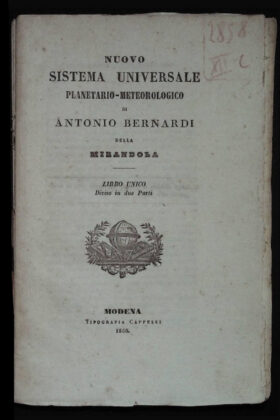 NUOVO
SISTEMA UNIVERSALE
PLANETARIO-METEOROLOGICO
DI
ANTONIO BERNARDI
DELLA
MIRANDOLA
LIBRO UNICO
Diviso in due Parti
MODENA
TIPOGRAFIA CAPPELLI
1858